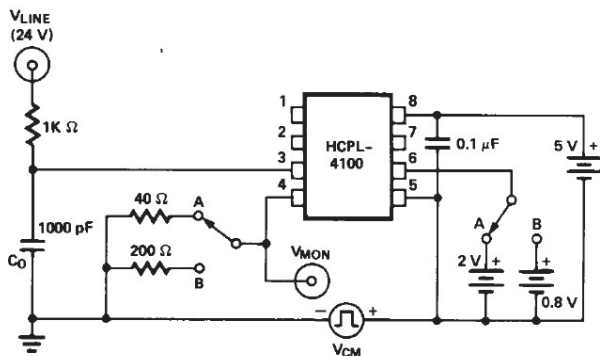 VLINE
(24 V)
1K Ω
1000 pF
CO
40 Ω
A
200 Ω
B
VMON
1
2
3
4
HCPL-
4100
8
7
6
5
0.1 μF
5 V
+
A
B
2 V
+
+
0.8 V
−
+
VCM